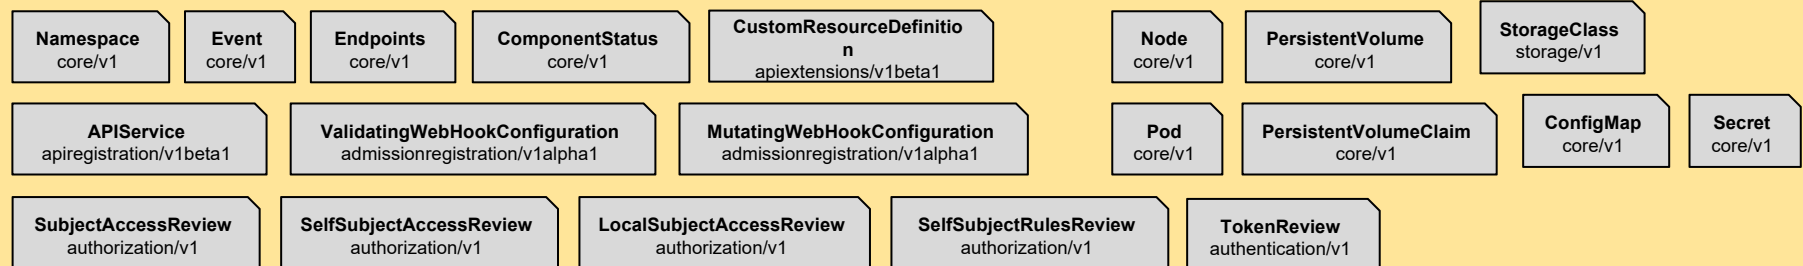 Namespace
core/v1
Event
core/v1
Endpoints
core/v1
ComponentStatus
core/v1
CustomResourceDefinitio
n
apiextensions/v1beta1
Node
core/v1
PersistentVolume
core/v1
StorageClass
storage/v1
APIService
apiregistration/v1beta1
ValidatingWebHookConfiguration
admissionregistration/v1alpha1
MutatingWebHookConfiguration
admissionregistration/v1alpha1
Pod
core/v1
PersistentVolumeClaim
core/v1
ConfigMap
core/v1
Secret
core/v1
SubjectAccessReview
authorization/v1
SelfSubjectAccessReview
authorization/v1
LocalSubjectAccessReview
authorization/v1
SelfSubjectRulesReview
authorization/v1
TokenReview
authentication/v1